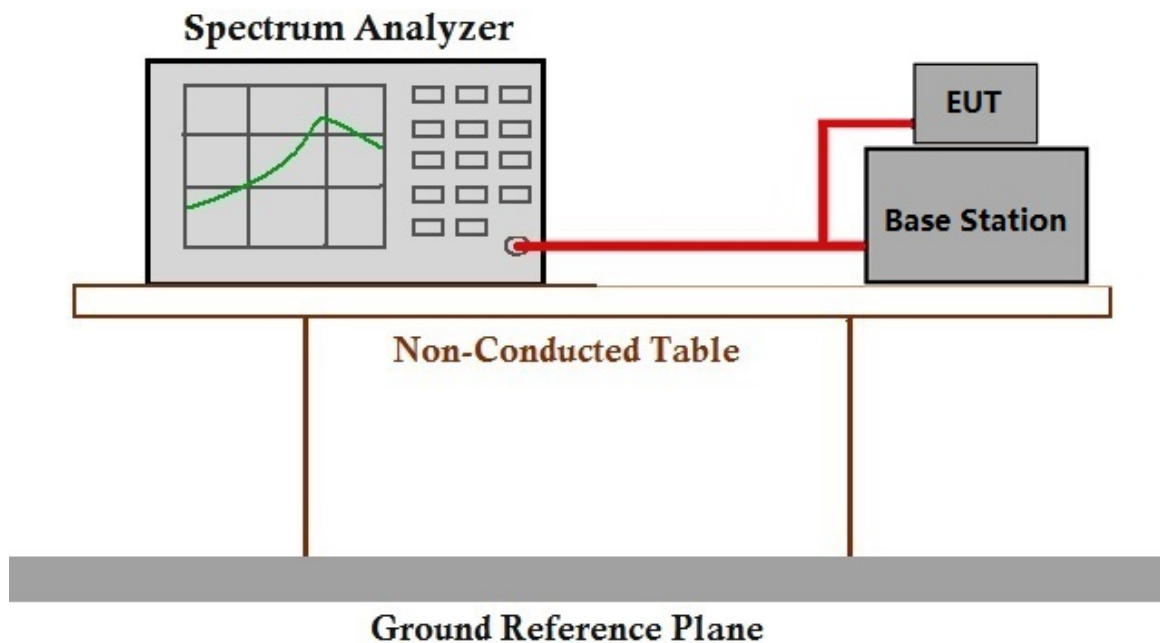 Spectrum Analyzer
EUT
Base Station
Non-Conducted Table
Ground Reference Plane